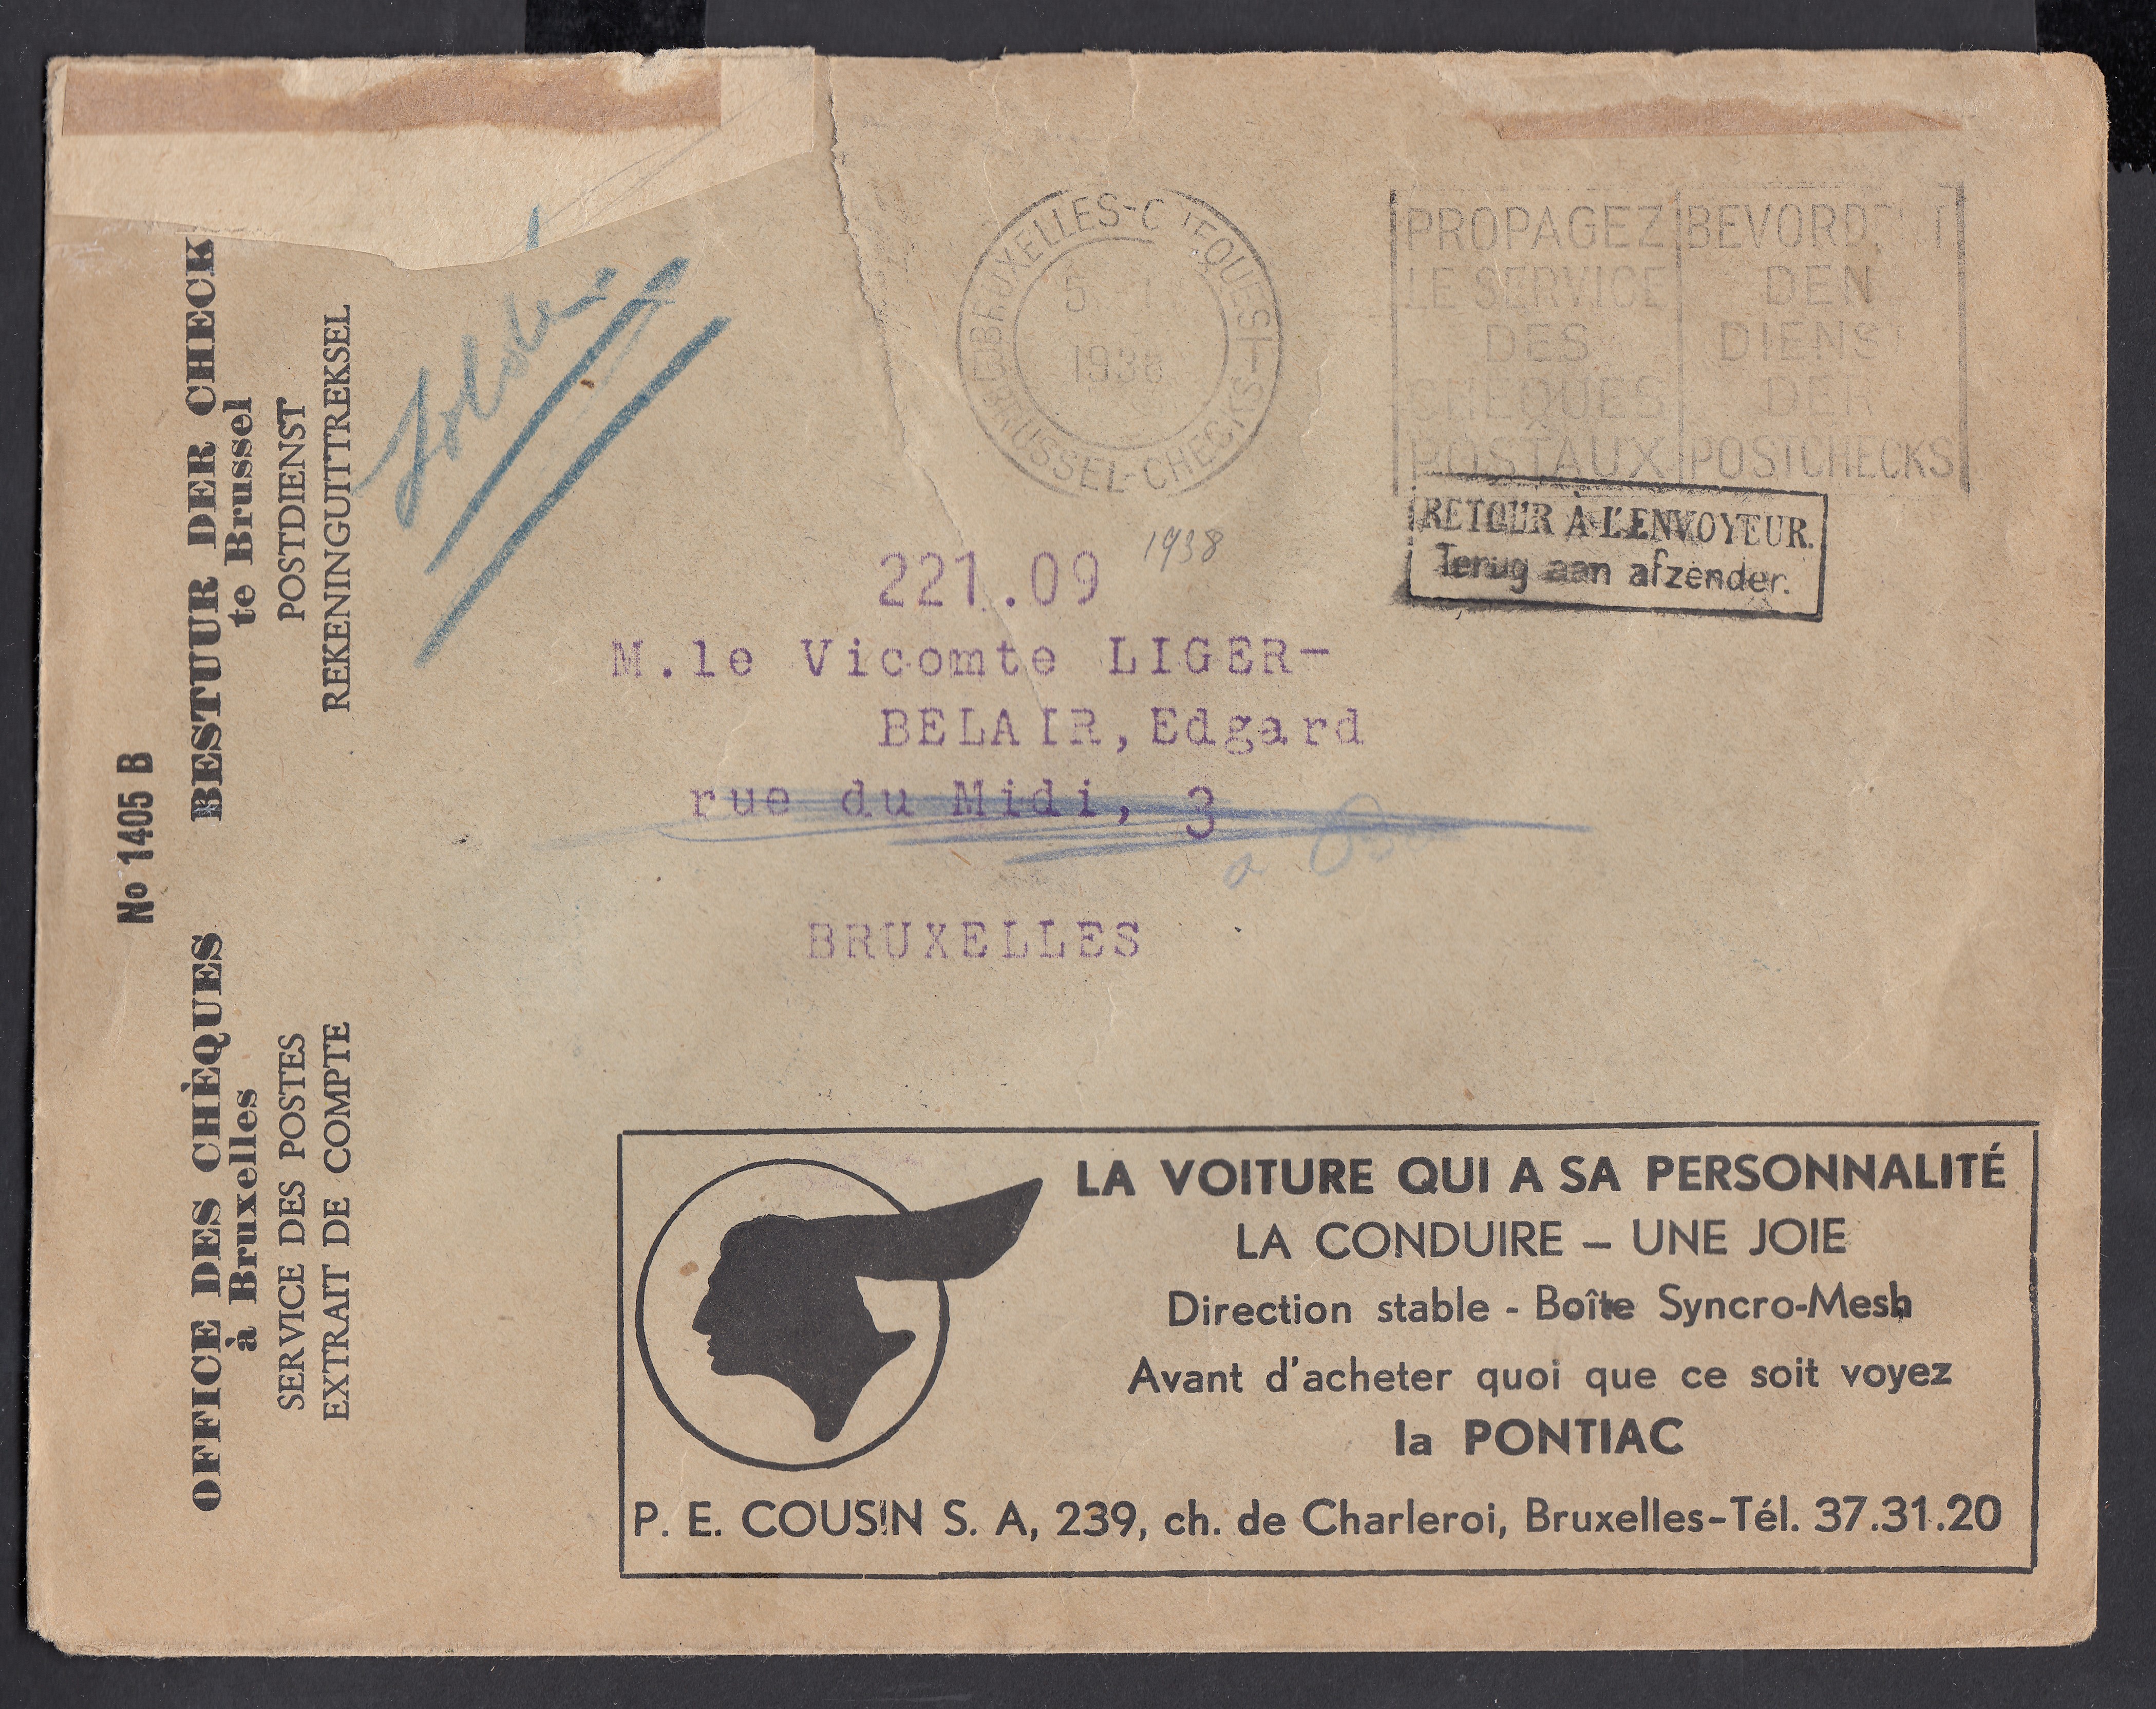 No 1405 B
OFFICE DES CHÈQUES
à Bruxelles
SERVICE DES POSTES
EXTRAIT DE COMPTE
BESTUUR DER CHECK
te Brussel
POSTDIENST
REKENINGUITTREKSEL
BRUXELLES-C EQUES
BRUSSEL-CHECKS
5
1938
PROPAGEZ
LE SERVICE
DES
CHEQUES
POSTAUX
BEVORD
DEN
DIENST
DER
POSTCHECKS
RETOUR À L'ENVOYEUR.
Terug aan afzender.
1938
221.09
M.le Vicomte LIGER-
BELAIR, Edgard
rue du Midi, 3
BRUXELLES
LA VOITURE QUI A SA PERSONNALITÉ
LA CONDUIRE – UNE JOIE
Direction stable - Boîte Syncro-Mesh
Avant d'acheter quoi que ce soit voyez
la PONTIAC
P. E. COUSIN S. A, 239, ch. de Charleroi, Bruxelles-Tél. 37.31.20